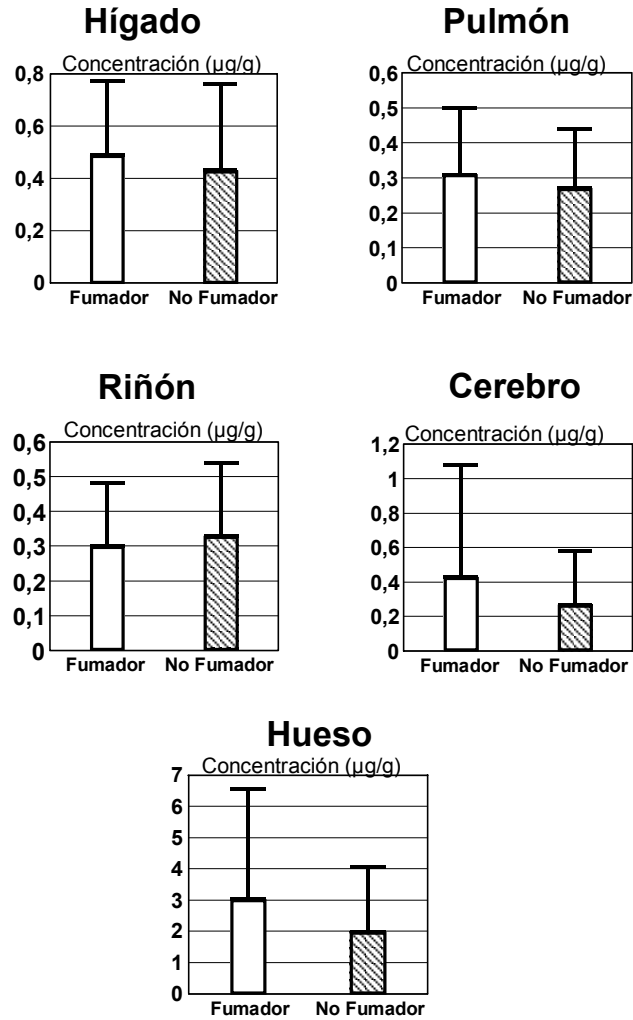 Hígado
Concentración (µg/g)
0,8
0,6
0,4
0,2
0
Fumador No Fumador
Pulmón
Concentración (µg/g)
0,6
0,5
0,4
0,3
0,2
0,1
0
Fumador No Fumador
Riñón
Concentración (µg/g)
0,6
0,5
0,4
0,3
0,2
0,1
0
Fumador No Fumador
Cerebro
Concentración (µg/g)
1,2
1
0,8
0,6
0,4
0,2
0
Fumador No Fumador
Hueso
Concentración (µg/g)
7
6
5
4
3
2
1
0
Fumador No Fumador